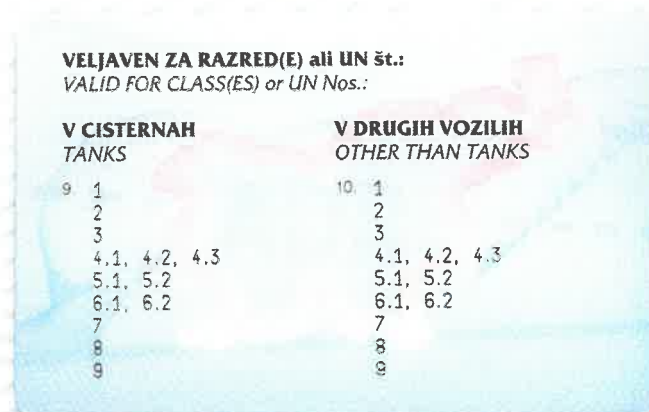 VELJAVEN ZA RAZRED(E) ali UN št.:
VALID FOR CLASS(ES) or UN Nos.:
V CISTERNAH
TANKS
9. 1
2
3
4.1, 4.2, 4.3
5.1, 5.2
6.1, 6.2
7
8
9
V DRUGIH VOZILIH
OTHER THAN TANKS
10. 1
2
3
4.1, 4.2, 4.3
5.1, 5.2
6.1, 6.2
7
8
9